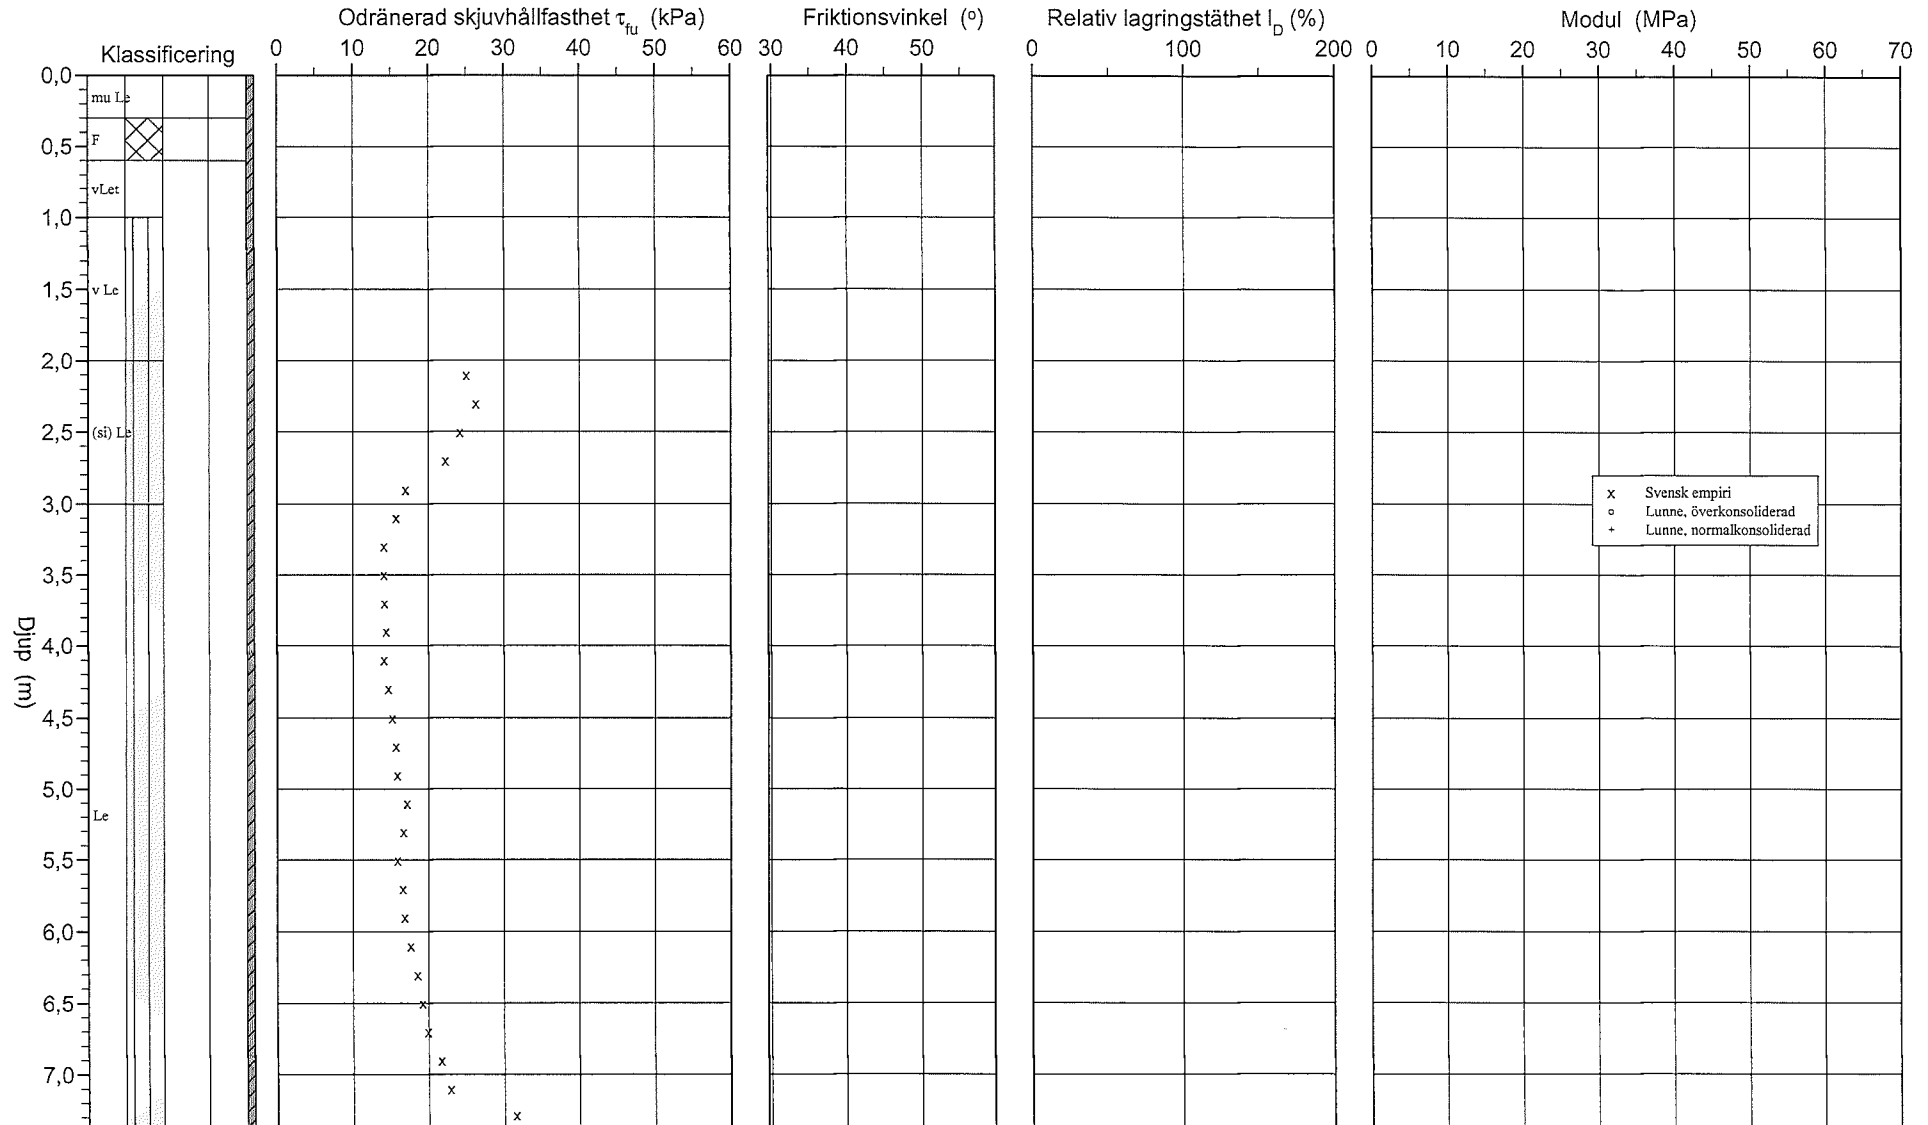 Odränerad skjuvhållfasthet τfu (kPa)
Friktionsvinkel (o)
Relativ lagringstäthet ID (%)
Modul (MPa)
Klassificering
0 10 20 30 40 50 60
30 40 50
0 100 200
0 10 20 30 40 50 60 70
0,0
mu Le
F
0,5
vLet
1,0
v Le
1,5
2,0
(si) Le
2,5
3,0
x Svensk empiri
o Lunne, överkonsoliderad
+ Lunne, normalkonsoliderad
3,5
Djup (m)
4,0
4,5
5,0
Le
5,5
6,0
6,5
7,0